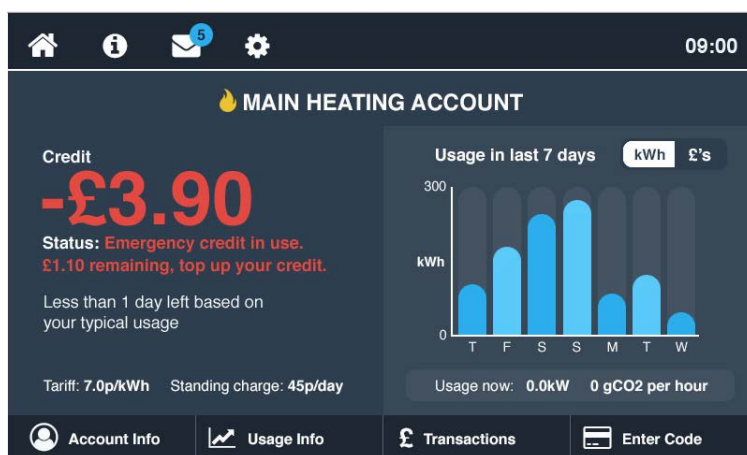 5
09:00
MAIN HEATING ACCOUNT
Credit
-£3.90
Status: Emergency credit in use.
£1.10 remaining, top up your credit.
Less than 1 day left based on
your typical usage
Tariff: 7.0p/kWh Standing charge: 45p/day
Usage in last 7 days kWh £'s
300
kWh
0
T F S S M T W
Usage now: 0.0kW 0 gCO2 per hour
Account Info Usage Info £ Transactions Enter Code